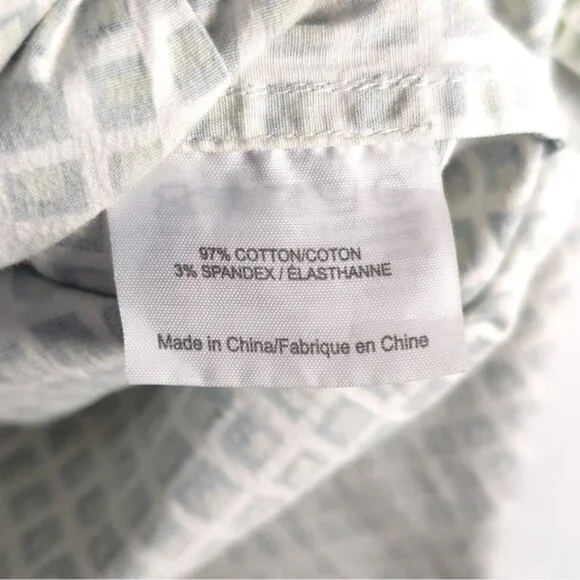 97% COTTON/COTON
3% SPANDEX / ÉLASTHANNE
Made in China/Fabrique en Chine